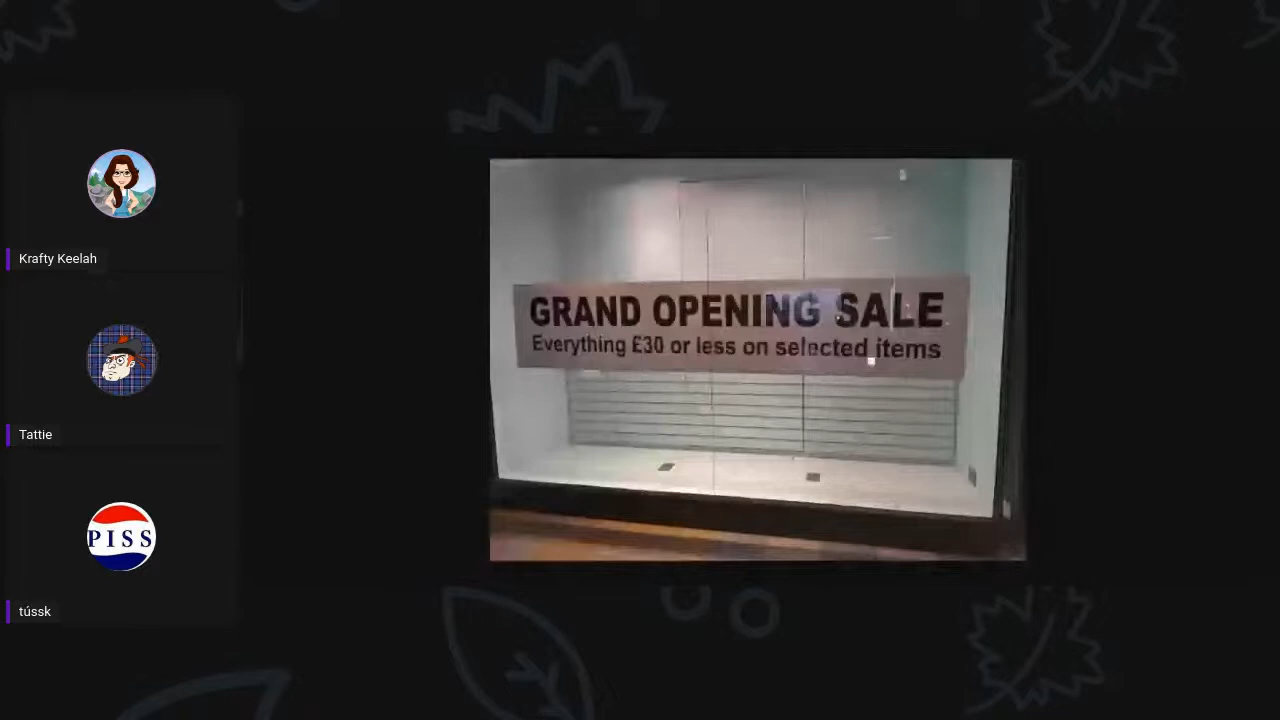 Krafty Keelah
Tattie
PISS
tússk
GRAND OPENING SALE
Everything £30 or less on selected items